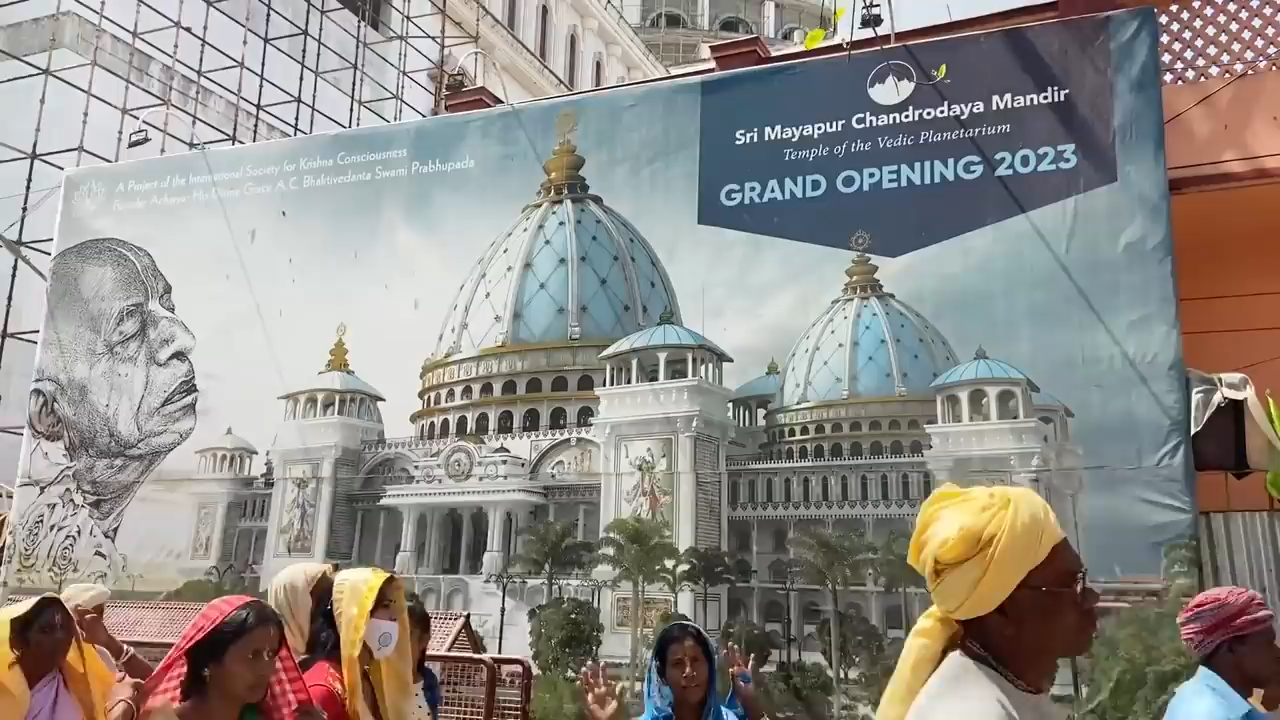 A Project of the International Society for Krishna Consciousness
Founder Acharya: His Divine Grace A.C. Bhaktivedanta Swami Prabhupada
Sri Mayapur Chandrodaya Mandir
Temple of the Vedic Planetarium
GRAND OPENING 2023